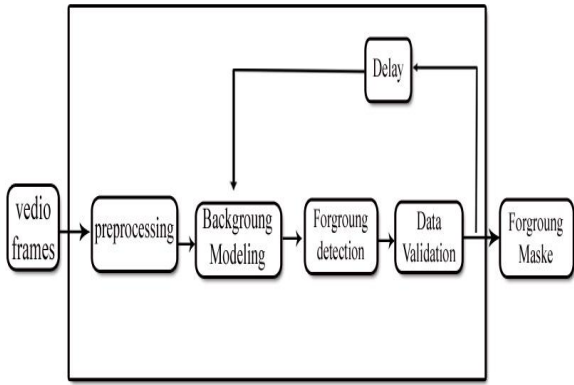 Delay
vedio
frames
preprocessing
Backgroung
Modeling
Forgroung
detection
Data
Validation
Forgroung
Maske